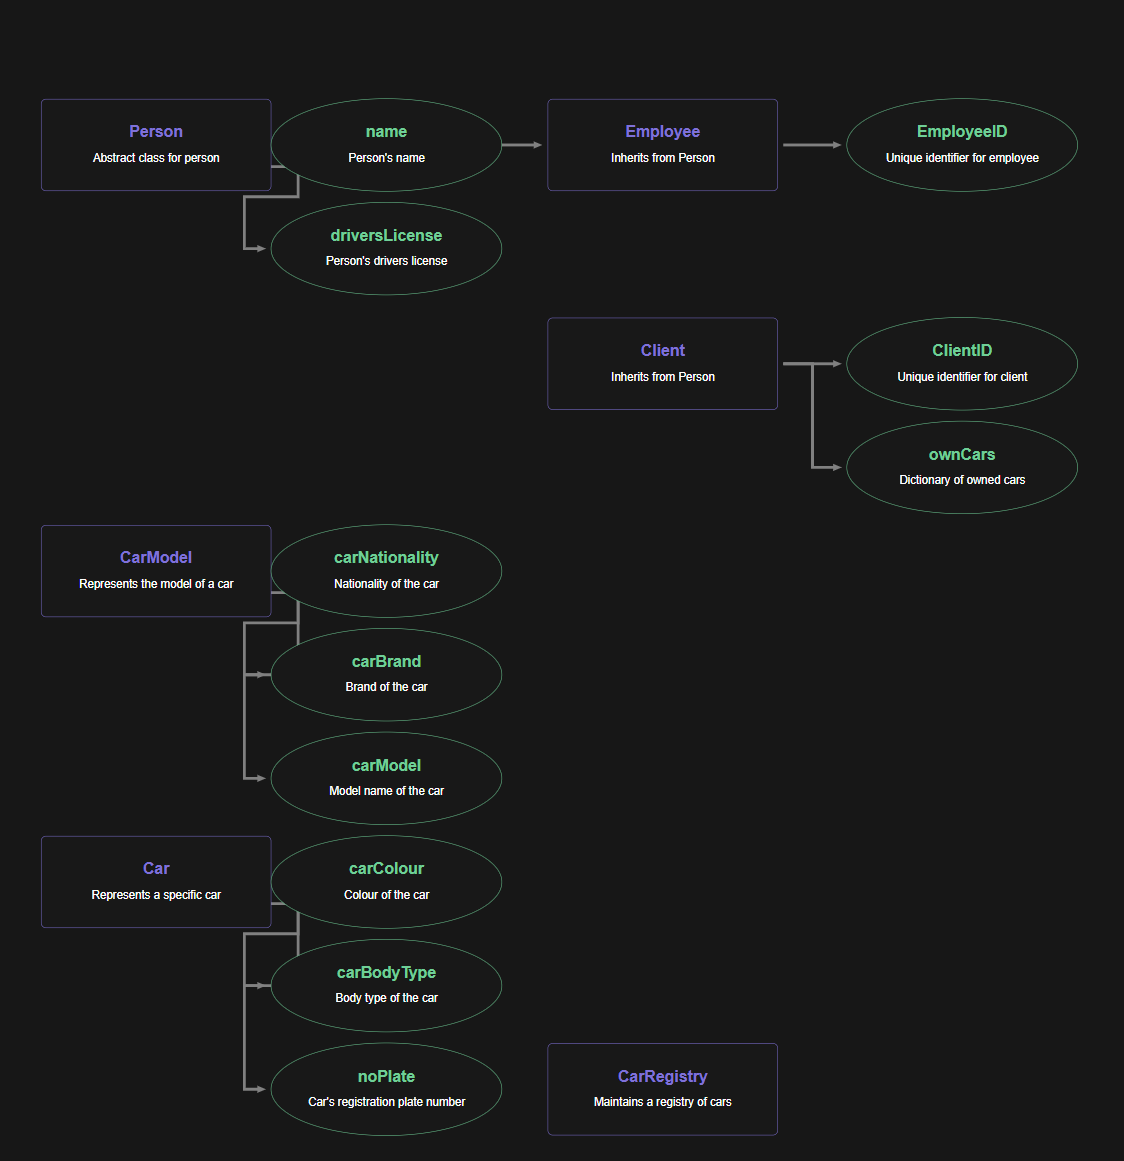 Person
Abstract class for person
name
Person's name
Employee
Inherits from Person
EmployeeID
Unique identifier for employee
driversLicense
Person's drivers license
Client
Inherits from Person
ClientID
Unique identifier for client
ownCars
Dictionary of owned cars
CarModel
Represents the model of a car
carNationality
Nationality of the car
carBrand
Brand of the car
carModel
Model name of the car
Car
Represents a specific car
carColour
Colour of the car
carBodyType
Body type of the car
noPlate
Car's registration plate number
CarRegistry
Maintains a registry of cars